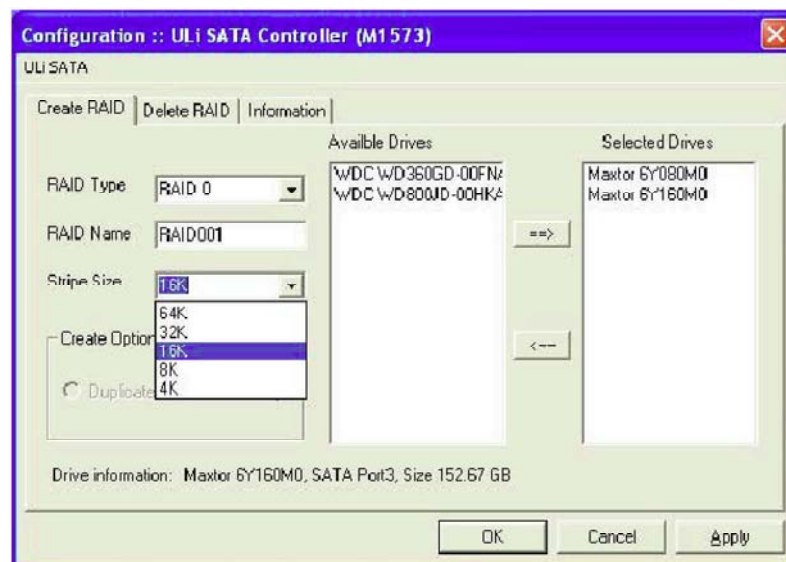 Configuration :: ULi SATA Controller (M1573)
ULi SATA
Create RAID
Delete RAID
Information
Availble Drives
Selected Drives
RAID Type
RAID 0
WDC WD360GD-00FNA
WDC WD800JD-00HKA
Maxtor 6Y080M0
Maxtor 6Y160M0
RAID Name
RAID001
==>
Stripe Size
16K
64K
32K
16K
8K
4K
Create Option
Duplicate
<--
Drive information: Maxtor 6Y160M0, SATA Port3, Size 152.67 GB
OK
Cancel
Apply